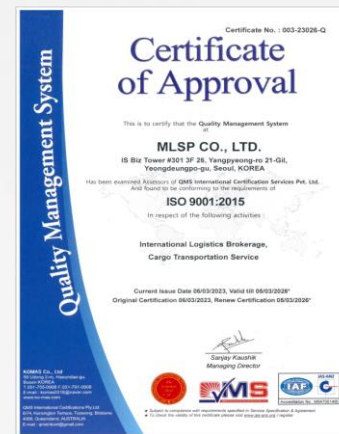 Certificate No. : 003-23026-Q
Certificate
of Approval
Quality Management System
This is to certify that the Quality Management System
of
MLSP CO., LTD.
IS Biz Tower #301 3F 26, Yangpyeong-ro 21-Gil,
Yeongdeungpo-gu, Seoul, KOREA
Has been examined Assessors of QMS International Certification Services Pvt. Ltd.
And found to be conforming to the requirements of
ISO 9001:2015
In respect of the following activities
International Logistics Brokerage,
Cargo Transportation Service
Current Issue Date 06/03/2023, Valid till 05/03/2026*
Original Certification 06/03/2023, Renew Certification 05/03/2026*
Sanjay Kaushik
Managing Director
KOMAS Co., Ltd
Busan KOREA
IAF